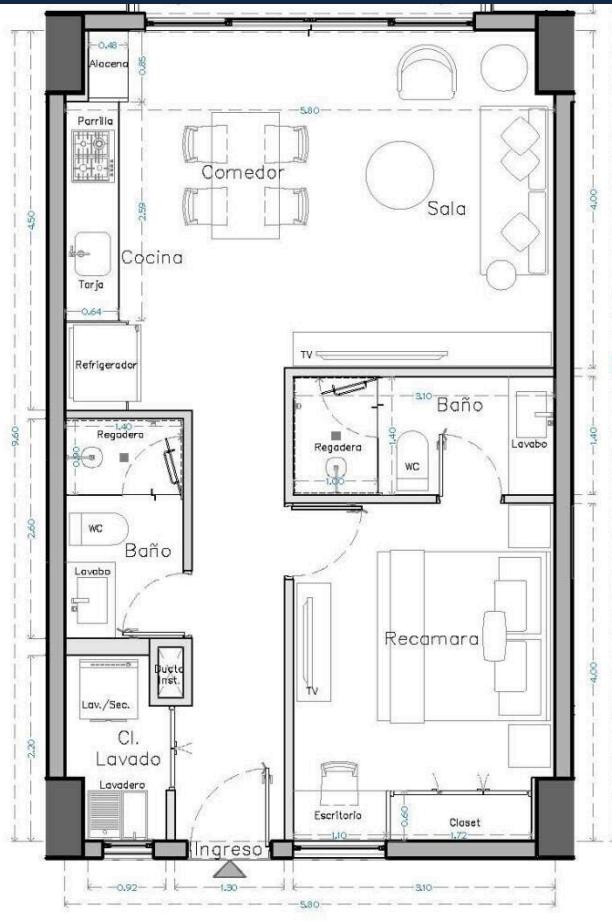 0.48
Alacena
0.85
5.80
Parrilla
Comedor
Sala
4.50
2.59
4.00
Cocina
Tarja
0.64
TV
Refrigerador
9.60
3.10
Baño
1.40
Regadera
0.90
Regadera
1.40
WC
Lavabo
1.40
1.00
WC
Baño
2.60
Lavabo
Recamara
Ducto
Inst.
TV
4.00
Lav./Sec.
Cl.
Lavado
2.20
Lavadero
Escritorio
0.60
Closet
1.10
1.72
Ingreso
0.92
1.30
3.10
5.80